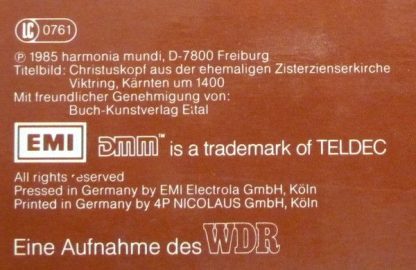 LC 0761
℗ 1985 harmonia mundi, D-7800 Freiburg
Titelbild: Christuskopf aus der ehemaligen Zisterzienserkirche
Viktring, Kärnten um 1400
Mit freundlicher Genehmigung von:
Buch-Kunstverlag Ettal
EMI DMM™ is a trademark of TELDEC
All rights reserved
Pressed in Germany by EMI Electrola GmbH, Köln
Printed in Germany by 4P NICOLAUS GmbH, Köln
Eine Aufnahme des WDR